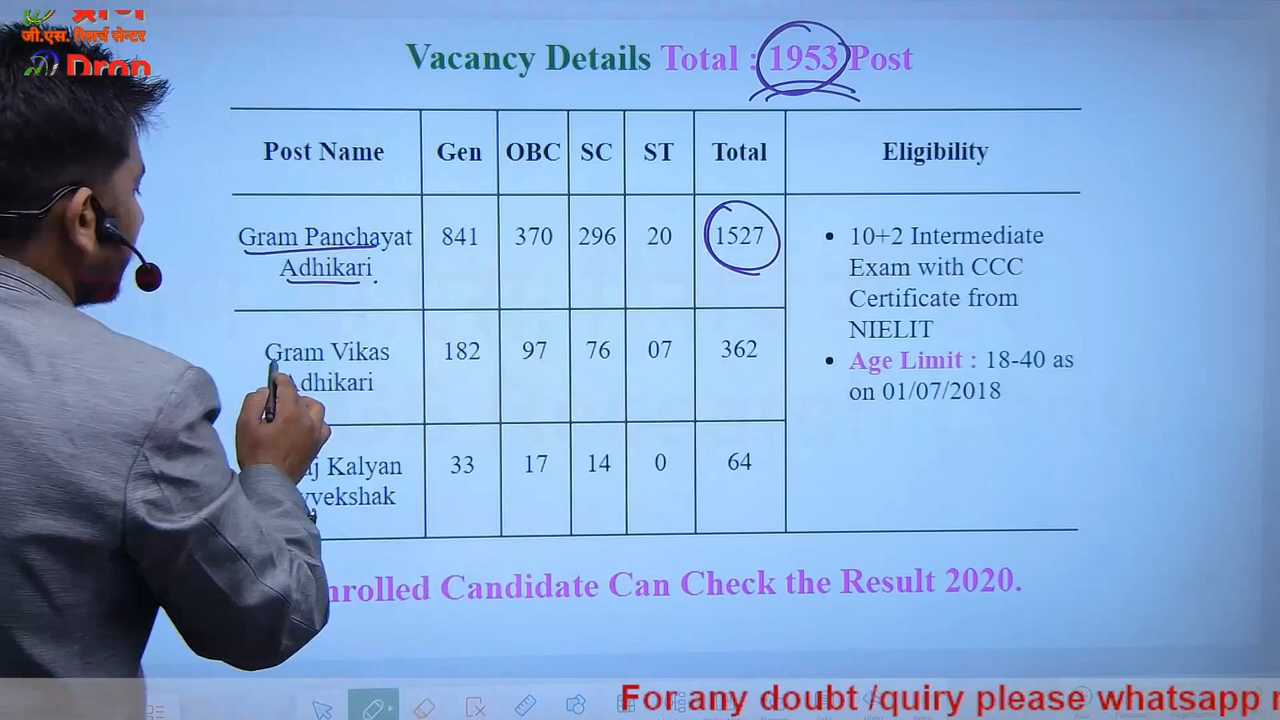 जी.एस. रिसर्च सेन्टर
Dron
Vacancy Details Total : 1953 Post
Post Name Gen OBC SC ST Total Eligibility
Gram Panchayat Adhikari 841 370 296 20 1527
Gram Vikas Adhikari 182 97 76 07 362
Kalyan 33 17 14 0 64
• 10+2 Intermediate
Exam with CCC
Certificate from
NIELIT
• Age Limit : 18-40 as
on 01/07/2018
Candidate Can Check the Result 2020.
For any doubt /quiry please whatsapp